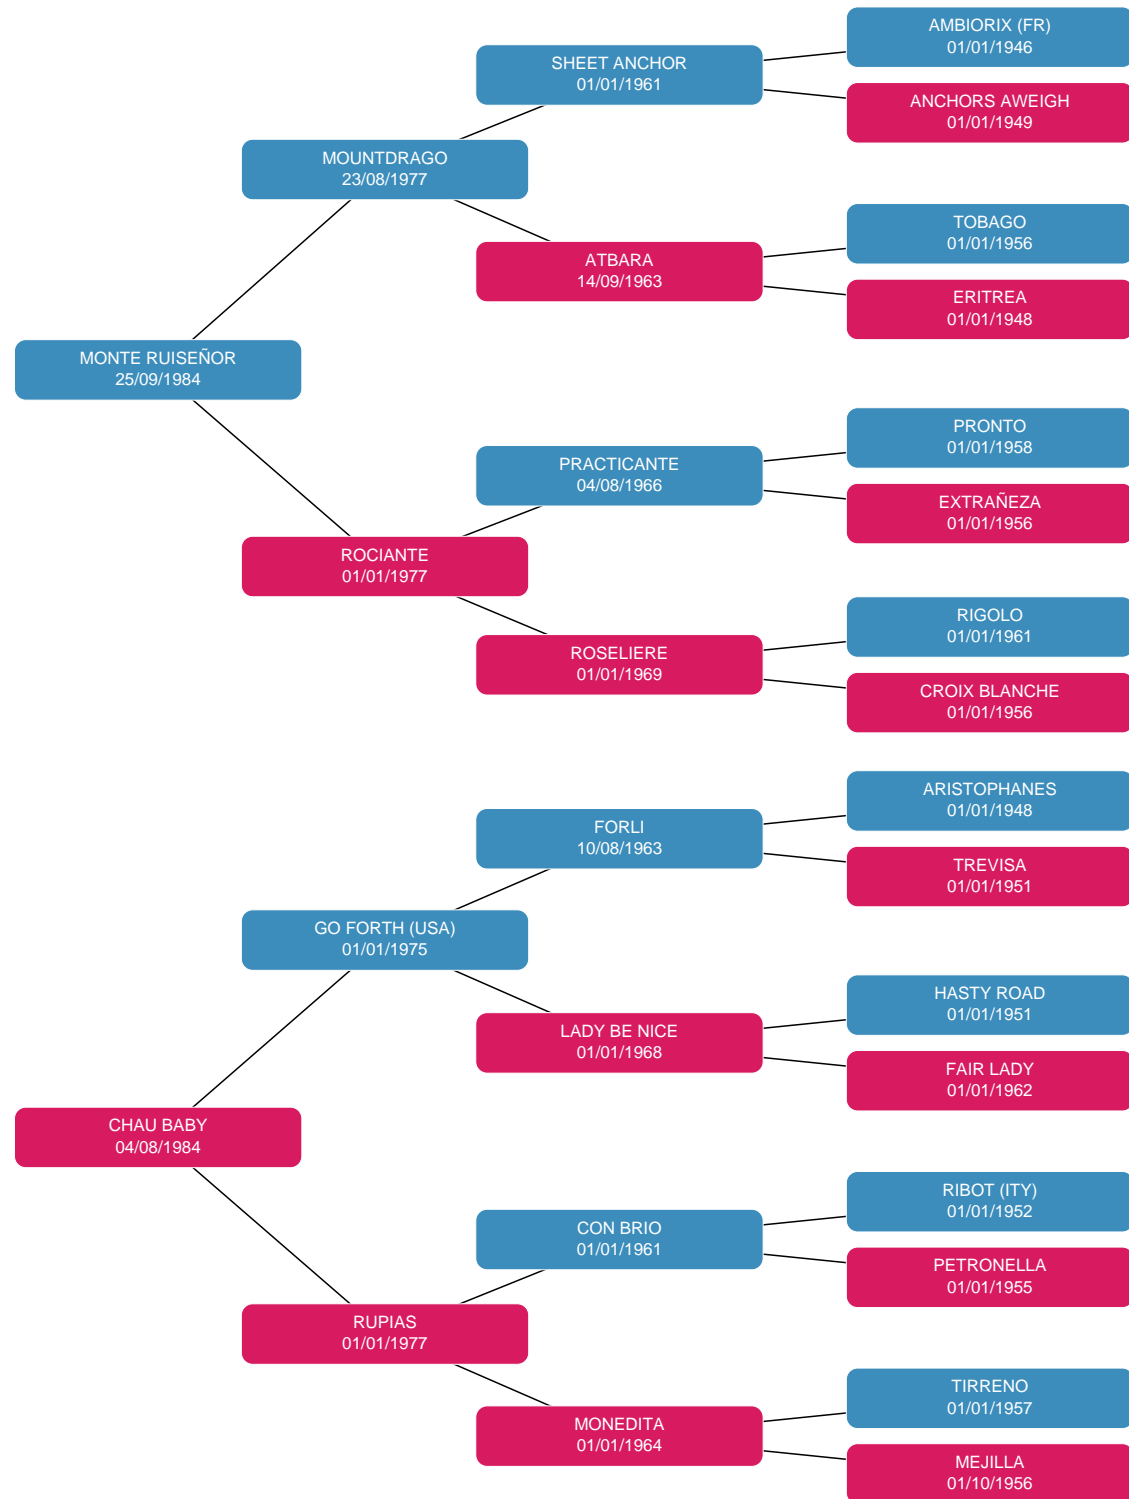 AMBIORIX (FR)
01/01/1946
SHEET ANCHOR
01/01/1961
ANCHORS AWEIGH
01/01/1949
MOUNTDRAGO
23/08/1977
TOBAGO
01/01/1956
ATBARA
14/09/1963
ERITREA
01/01/1948
MONTE RUISEÑOR
25/09/1984
PRONTO
01/01/1958
PRACTICANTE
04/08/1966
EXTRAÑEZA
01/01/1956
ROCIANTE
01/01/1977
RIGOLO
01/01/1961
ROSELIERE
01/01/1969
CROIX BLANCHE
01/01/1956
ARISTOPHANES
01/01/1948
FORLI
10/08/1963
TREVISA
01/01/1951
GO FORTH (USA)
01/01/1975
HASTY ROAD
01/01/1951
LADY BE NICE
01/01/1968
FAIR LADY
01/01/1962
CHAU BABY
04/08/1984
RIBOT (ITY)
01/01/1952
CON BRIO
01/01/1961
PETRONELLA
01/01/1955
RUPIAS
01/01/1977
TIRRENO
01/01/1957
MONEDITA
01/01/1964
MEJILLA
01/10/1956